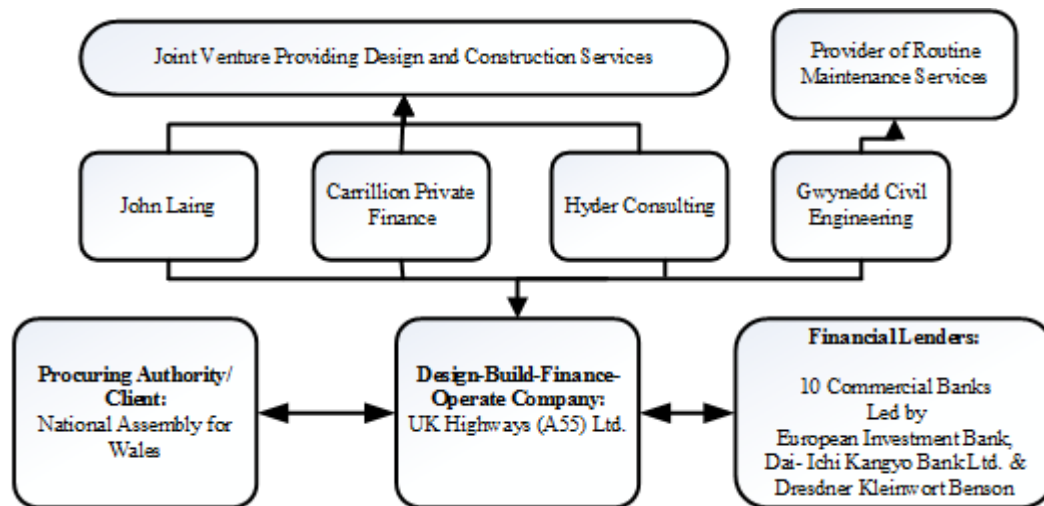 Joint Venture Providing Design and Construction Services
Provider of Routine
Maintenance Services
John Laing
Carrillion Private
Finance
Hyder Consulting
Gwynedd Civil
Engineering
Procuring Authority/
Client:
National Assembly for
Wales
Design-Build-Finance-
Operate Company:
UK Highways (A55) Ltd.
Financial Lenders:
10 Commercial Banks
Led by
European Investment Bank,
Dai- Ichi Kangyo Bank Ltd. &
Dresdner Kleinwort Benson